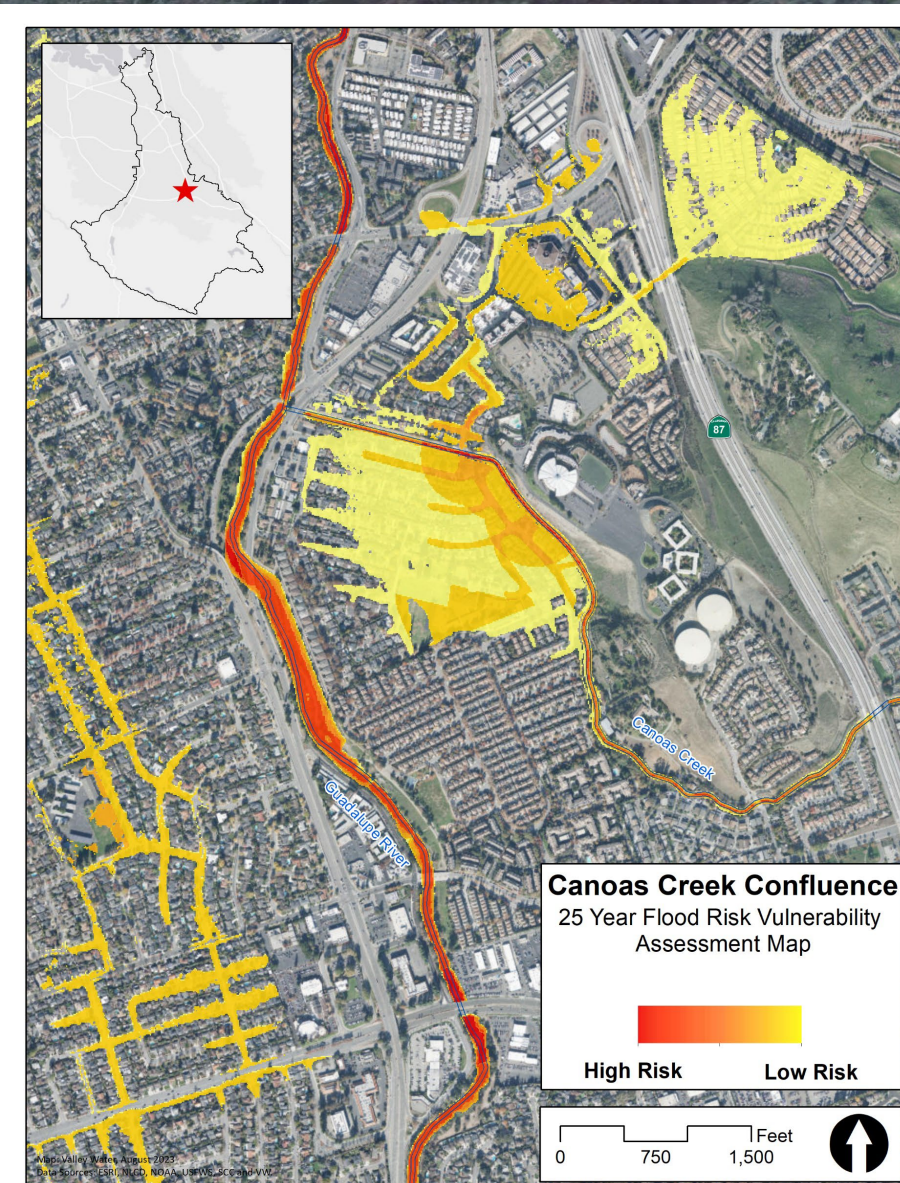 87
Canoas Creek
Guadalupe River
Canoas Creek Confluence
25 Year Flood Risk Vulnerability
Assessment Map
High Risk
Low Risk
Feet
0
750
1,500
Map: Valley Water, August 2023
Data Sources: ESRI, NLCD, NOAA, USFWS, SCC and VW